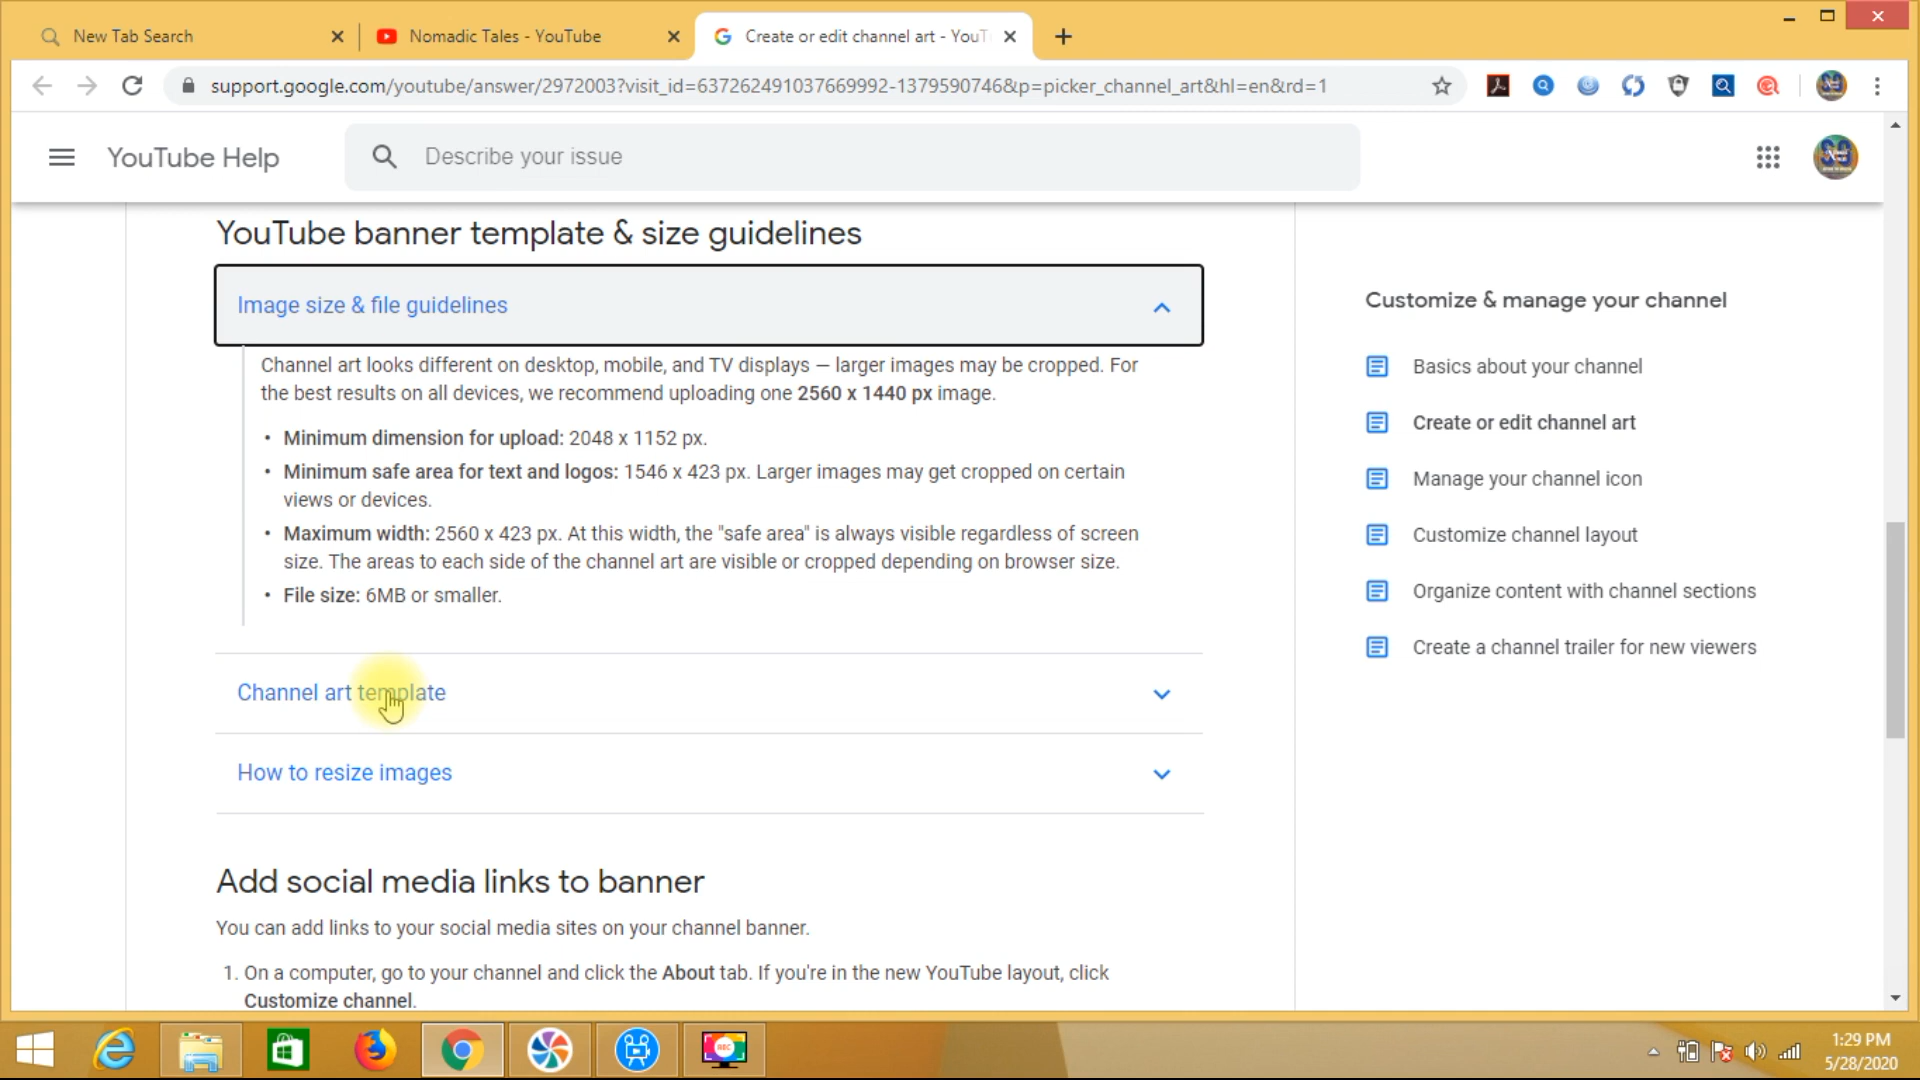 New Tab Search
Nomadic Tales - YouTube
Create or edit channel art - YouT
support.google.com/youtube/answer/2972003?visit_id=637262491037669992-1379590746&p=picker_channel_art&hl=en&rd=1
YouTube Help
Describe your issue
YouTube banner template & size guidelines
Image size & file guidelines
Channel art looks different on desktop, mobile, and TV displays — larger images may be cropped. For
the best results on all devices, we recommend uploading one 2560 x 1440 px image.
• Minimum dimension for upload: 2048 x 1152 px.
• Minimum safe area for text and logos: 1546 x 423 px. Larger images may get cropped on certain
views or devices.
• Maximum width: 2560 x 423 px. At this width, the "safe area" is always visible regardless of screen
size. The areas to each side of the channel art are visible or cropped depending on browser size.
• File size: 6MB or smaller.
Channel art template
How to resize images
Add social media links to banner
You can add links to your social media sites on your channel banner.
1. On a computer, go to your channel and click the About tab. If you're in the new YouTube layout, click
Customize channel.
Customize & manage your channel
Basics about your channel
Create or edit channel art
Manage your channel icon
Customize channel layout
Organize content with channel sections
Create a channel trailer for new viewers
1:29 PM
5/28/2020